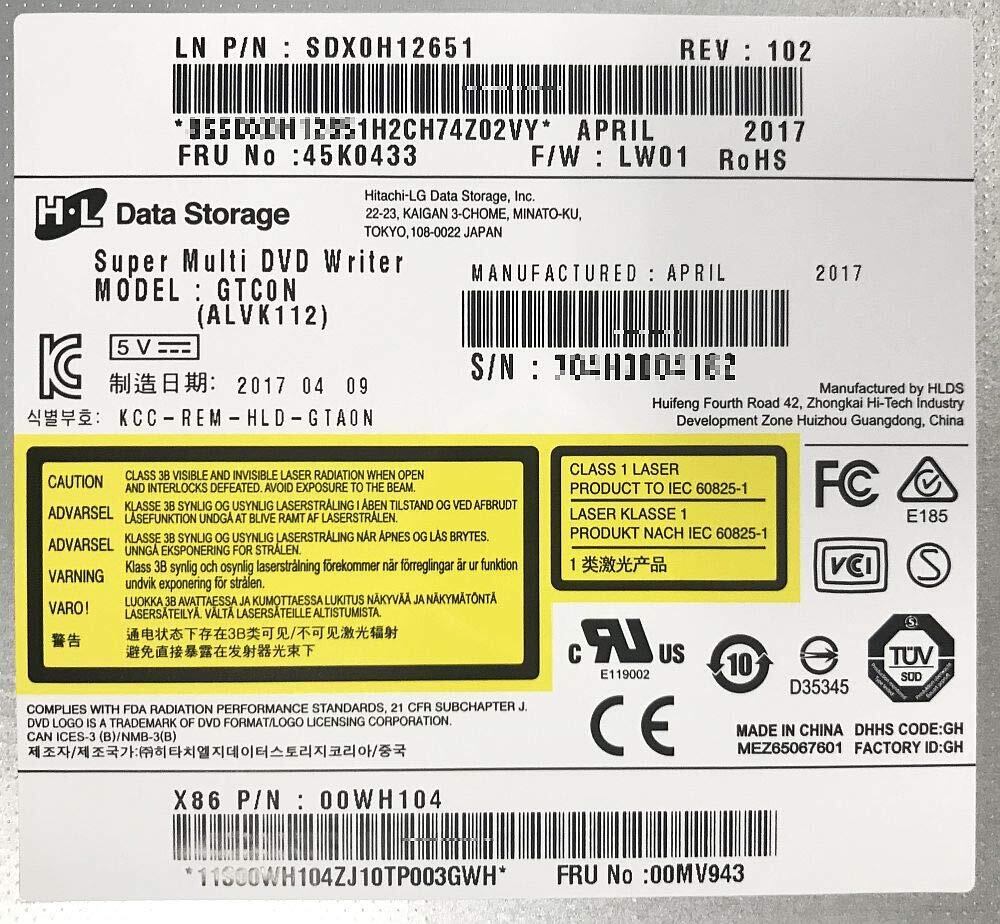 LN P/N : SDX0H12651
REV : 102
APRIL 2017
FRU No :45K0433
F/W : LW01 RoHS
H·L Data Storage
Hitachi-LG Data Storage, Inc.
22-23, KAIGAN 3-CHOME, MINATO-KU,
TOKYO,108-0022 JAPAN
Super Multi DVD Writer
MODEL : GTC0N
(ALVK112)
MANUFACTURED : APRIL 2017
5 V
制造日期: 2017 04 09
S/N :
식별부호: KCC-REM-HLD-GTA0N
Manufactured by HLDS
Huifeng Fourth Road 42, Zhongkai Hi-Tech Industry
Development Zone Huizhou Guangdong, China
CAUTION CLASS 3B VISIBLE AND INVISIBLE LASER RADIATION WHEN OPEN
AND INTERLOCKS DEFEATED. AVOID EXPOSURE TO THE BEAM.
ADVARSEL KLASSE 3B SYNLIG OG USYNLIG LASERSTRÅLING I ÅBEN TILSTAND OG VED AFBRUDT
LÅSEFUNKTION UNDGÅ AT BLIVE RAMT AF LASERSTRÅLEN.
ADVARSEL KLASSE 3B SYNLIG OG USYNLIG LASERSTRÅLING NÅR ÅPNES OG LÅS BRYTES.
UNNGÅ EKSPONERING FOR STRÅLEN.
VARNING Klass 3B synlig och osynlig laserstrålning förekommer när förreglingar är ur funktion
undvik exponering för strålen.
VARO! LUOKKA 3B AVATTAESSA JA KUMOTTAESSA LUKITUS NÄKYVÄÄ JA NÄKYMÄTÖNTÄ
LASERSÄTEILYÄ. VÄLTÄ LASERSÄTEILLE ALTISTUMISTA.
警告 通电状态下存在3B类可见/不可见激光辐射
避免直接暴露在发射器光束下
CLASS 1 LASER
PRODUCT TO IEC 60825-1
LASER KLASSE 1
PRODUKT NACH IEC 60825-1
1 类激光产品
FC
E185
VCI
S
c RU US
E119002
10
D35345
TÜV
SÜD
CE
COMPLIES WITH FDA RADIATION PERFORMANCE STANDARDS, 21 CFR SUBCHAPTER J.
DVD LOGO IS A TRADEMARK OF DVD FORMAT/LOGO LICENSING CORPORATION.
CAN ICES-3 (B)/NMB-3(B)
제조자/제조국가:㈜히타치엘지데이터스토리지코리아/중국
MADE IN CHINA DHHS CODE:GH
MEZ65067601 FACTORY ID:GH
X86 P/N : 00WH104
*11S00WH104ZJ10TP003GWH*
FRU No :00MV943